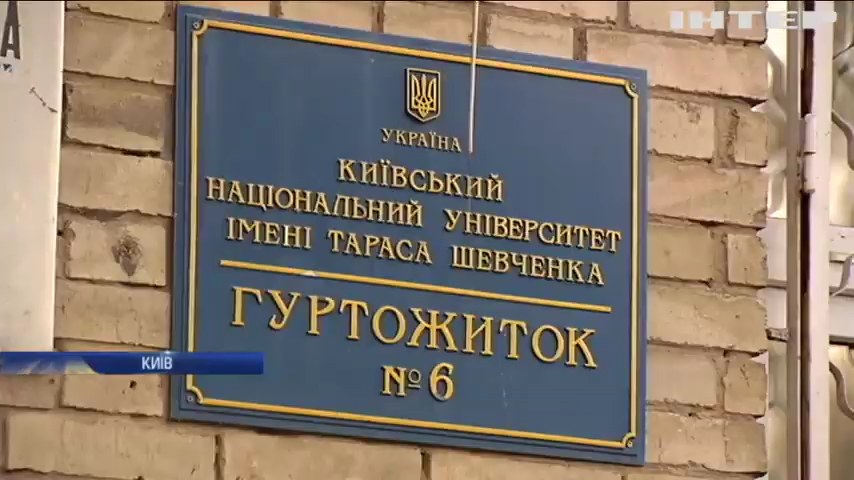 ІНТЕР
А
УКРАЇНА
КИЇВСЬКИЙ
НАЦІОНАЛЬНИЙ УНІВЕРСИТЕТ
ІМЕНІ ТАРАСА ШЕВЧЕНКА
ГУРТОЖИТОК
№ 6
КИЇВ